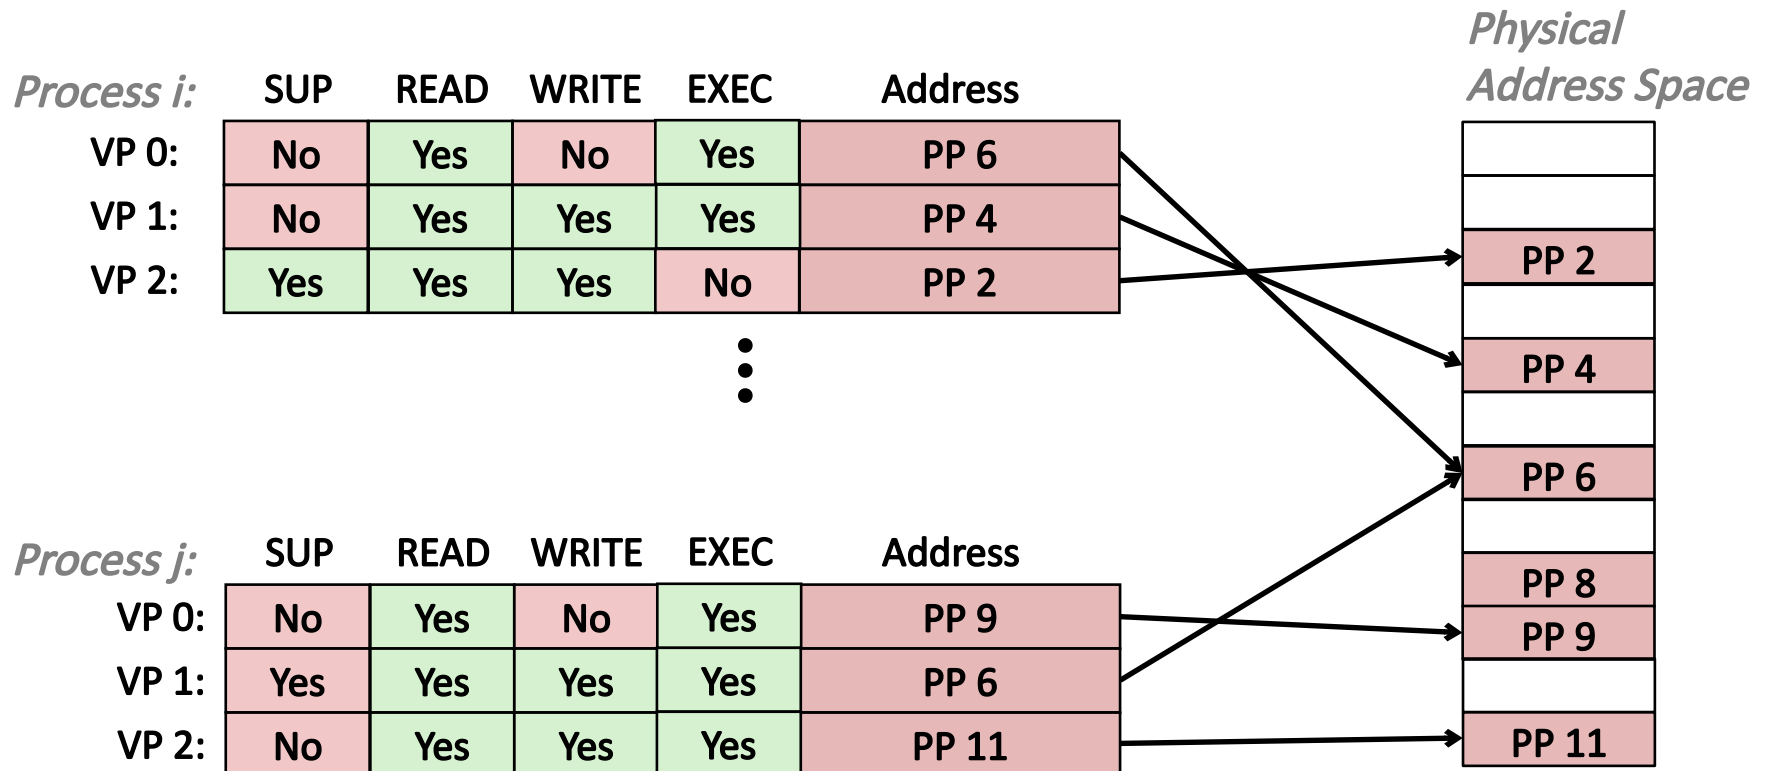 Physical
Address Space
Process i: SUP READ WRITE EXEC Address
VP 0: No Yes No Yes PP 6
VP 1: No Yes Yes Yes PP 4
VP 2: Yes Yes Yes No PP 2
PP 2
PP 4
PP 6
Process j: SUP READ WRITE EXEC Address
PP 8
VP 0: No Yes No Yes PP 9
PP 9
VP 1: Yes Yes Yes Yes PP 6
VP 2: No Yes Yes Yes PP 11
PP 11